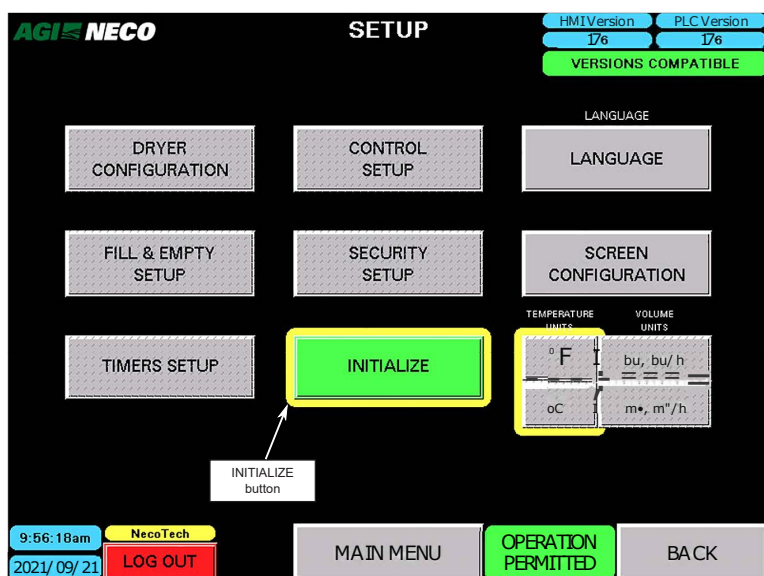 AGI NECO
SETUP
HMI Version
PLC Version
176
176
VERSIONS COMPATIBLE
DRYER
CONFIGURATION
CONTROL
SETUP
LANGUAGE
LANGUAGE
FILL & EMPTY
SETUP
SECURITY
SETUP
SCREEN
CONFIGURATION
TIMERS SETUP
INITIALIZE
TEMPERATURE
UNITS
VOLUME
UNITS
° F
bu, bu/h
oC
m•, m"/h
INITIALIZE
button
9:56:18am
2021/09/21
NecoTech
LOG OUT
MAIN MENU
OPERATION
PERMITTED
BACK